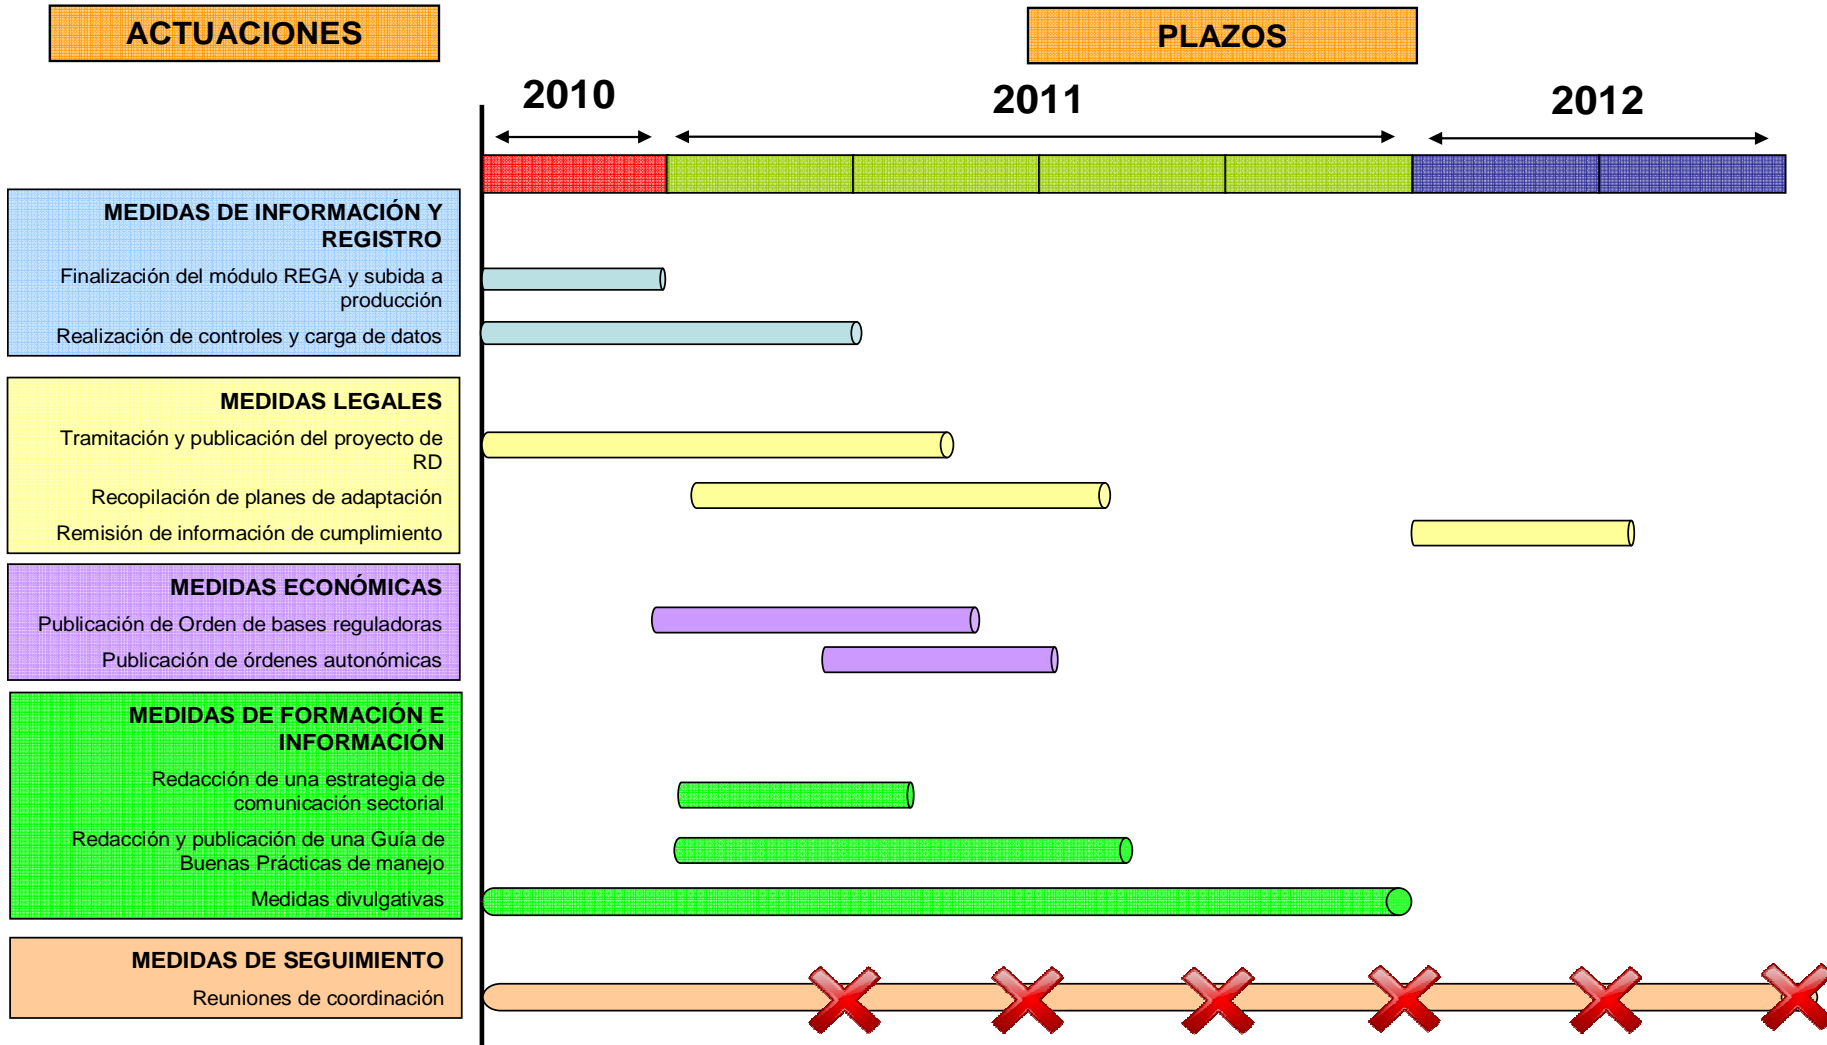 ACTUACIONES
PLAZOS
2010
2011
2012
MEDIDAS DE INFORMACIÓN Y
REGISTRO
Finalización del módulo REGA y subida a
producción
Realización de controles y carga de datos
MEDIDAS LEGALES
Tramitación y publicación del proyecto de
RD
Recopilación de planes de adaptación
Remisión de información de cumplimiento
MEDIDAS ECONÓMICAS
Publicación de Orden de bases reguladoras
Publicación de órdenes autonómicas
MEDIDAS DE FORMACIÓN E
INFORMACIÓN
Redacción de una estrategia de
comunicación sectorial
Redacción y publicación de una Guía de
Buenas Prácticas de manejo
Medidas divulgativas
MEDIDAS DE SEGUIMIENTO
Reuniones de coordinación